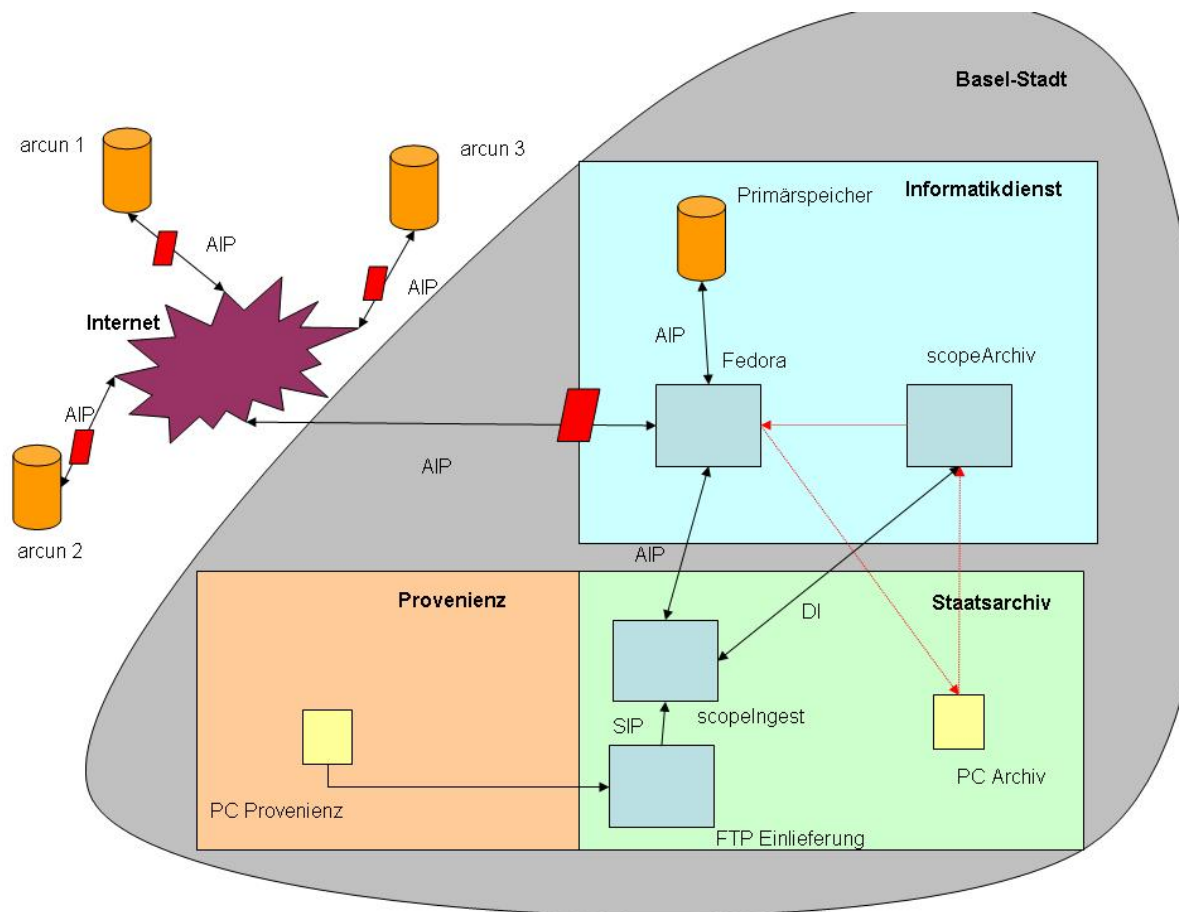 Basel-Stadt
arcun 1
arcun 3
Informatikdienst
Primärspeicher
AIP
AIP
Internet
AIP
Fedora
scopeArchiv
AIP
AIP
arcun 2
AIP
Provenienz
Staatsarchiv
DI
SIP
scopeIngest
PC Provenienz
PC Archiv
FTP Einlieferung